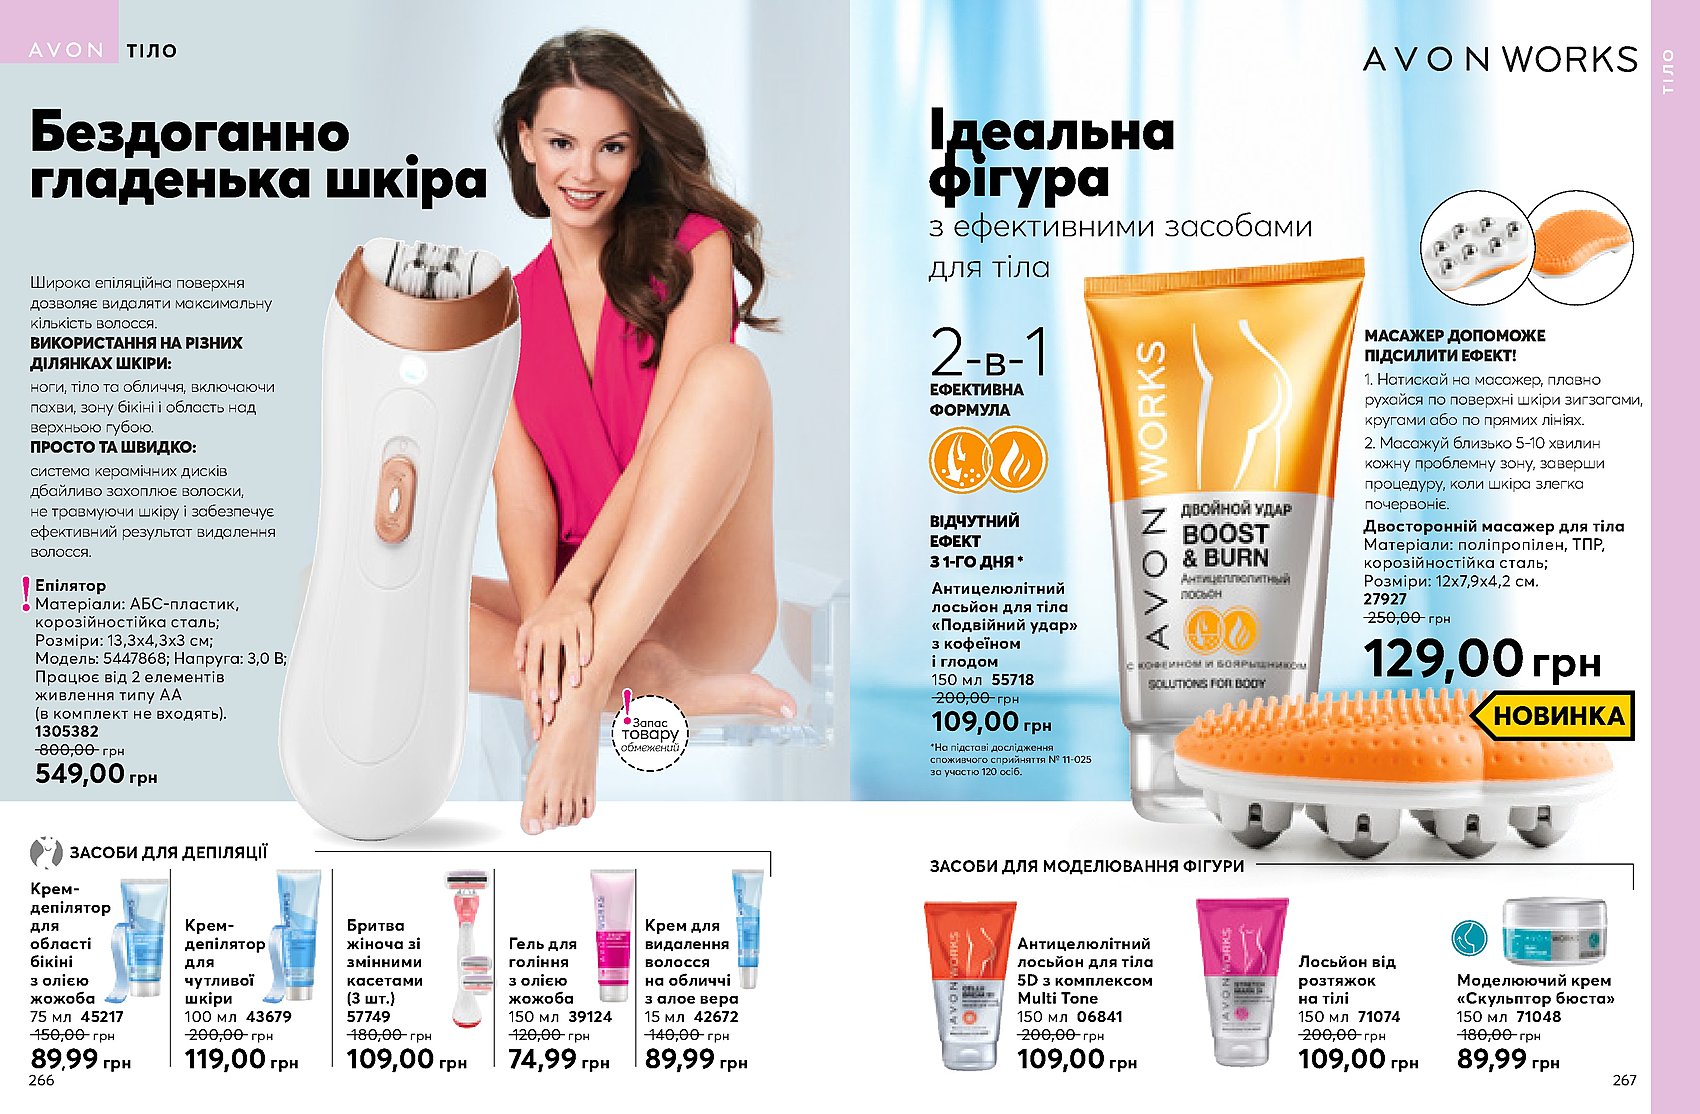 AVON ТІЛО
Бездоганно
гладенька шкіра
Широка епіляційна поверхня
дозволяє видаляти максимальну
кількість волосся.
ВИКОРИСТАННЯ НА РІЗНИХ
ДІЛЯНКАХ ШКІРИ:
ноги, тіло та обличчя, включаючи
пахви, зону бікіні і область над
верхньою губою.
ПРОСТО ТА ШВИДКО:
система керамічних дисків
дбайливо захоплює волоски,
не травмуючи шкіру і забезпечує
ефективний результат видалення
волосся.
! Епілятор
Матеріали: АБС-пластик,
корозійностійка сталь;
Розміри: 13,3х4,3х3 см;
Модель: 5447868; Напруга: 3,0 В;
Працює від 2 елементів
живлення типу АА
(в комплект не входять).
1305382
800,00 грн
549,00 грн
! Запас
товару
обмежений
ЗАСОБИ ДЛЯ ДЕПІЛЯЦІЇ
Крем-
депілятор
для
області
бікіні
з олією
жожоба
75 мл 45217
150,00 грн
89,99 грн
Крем-
депілятор
для
чутливої
шкіри
100 мл 43679
200,00 грн
119,00 грн
Бритва
жіноча зі
змінними
касетами
(3 шт.)
57749
180,00 грн
109,00 грн
Гель для
гоління
з олією
жожоба
150 мл 39124
120,00 грн
74,99 грн
Крем для
видалення
волосся
на обличчі
з алое вера
15 мл 42672
140,00 грн
89,99 грн
266
AVON WORKS
ТІЛО
Ідеальна
фігура
з ефективними засобами
для тіла
2-в-1
ЕФЕКТИВНА
ФОРМУЛА
ВІДЧУТНИЙ
ЕФЕКТ
З 1-ГО ДНЯ *
Антицелюлітний
лосьйон для тіла
«Подвійний удар»
з кофеїном
і глодом
150 мл 55718
200,00 грн
109,00 грн
*На підставі дослідження
споживчого сприйняття № 11-025
за участю 120 осіб.
AVON WORKS
ДВОЙНОЙ УДАР
BOOST
& BURN
Антицеллюлитный
лосьон
С КОФЕИНОМ И БОЯРЫШНИКОМ
SOLUTIONS FOR BODY
МАСАЖЕР ДОПОМОЖЕ
ПІДСИЛИТИ ЕФЕКТ!
1. Натискай на масажер, плавно
рухайся по поверхні шкіри зигзагами,
кругами або по прямих лініях.
2. Масажуй близько 5-10 хвилин
кожну проблемну зону, заверши
процедуру, коли шкіра злегка
почервоніє.
Двосторонній масажер для тіла
Матеріали: поліпропілен, ТПР,
корозійностійка сталь;
Розміри: 12х7,9х4,2 см.
27927
250,00 грн
129,00 грн
НОВИНКА
ЗАСОБИ ДЛЯ МОДЕЛЮВАННЯ ФІГУРИ
AVON WORKS
Антицелюлітний
лосьйон для тіла
5D з комплексом
Multi Tone
150 мл 06841
200,00 грн
109,00 грн
AVON WORKS
Лосьйон від
розтяжок
на тілі
150 мл 71074
200,00 грн
109,00 грн
Моделюючий крем
«Скульптор бюста»
150 мл 71048
180,00 грн
89,99 грн
267